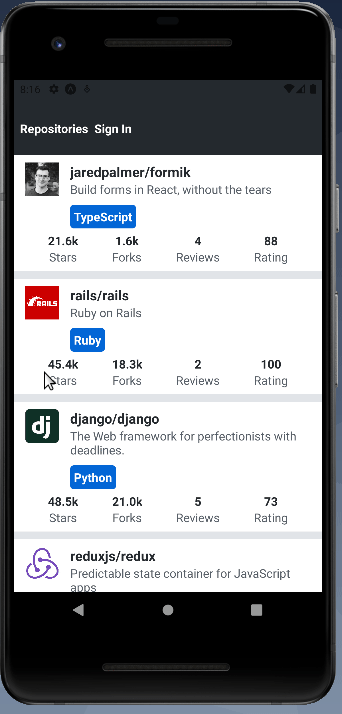 8:16
Repositories Sign In
jaredpalmer/formik
Build forms in React, without the tears
TypeScript
21.6k 1.6k 4 88
Stars Forks Reviews Rating
rails/rails
RAILS
Ruby on Rails
Ruby
45.4k 18.3k 2 100
Stars Forks Reviews Rating
django/django
dj
The Web framework for perfectionists with
deadlines.
Python
48.5k 21.0k 5 73
Stars Forks Reviews Rating
reduxjs/redux
Predictable state container for JavaScript
apps